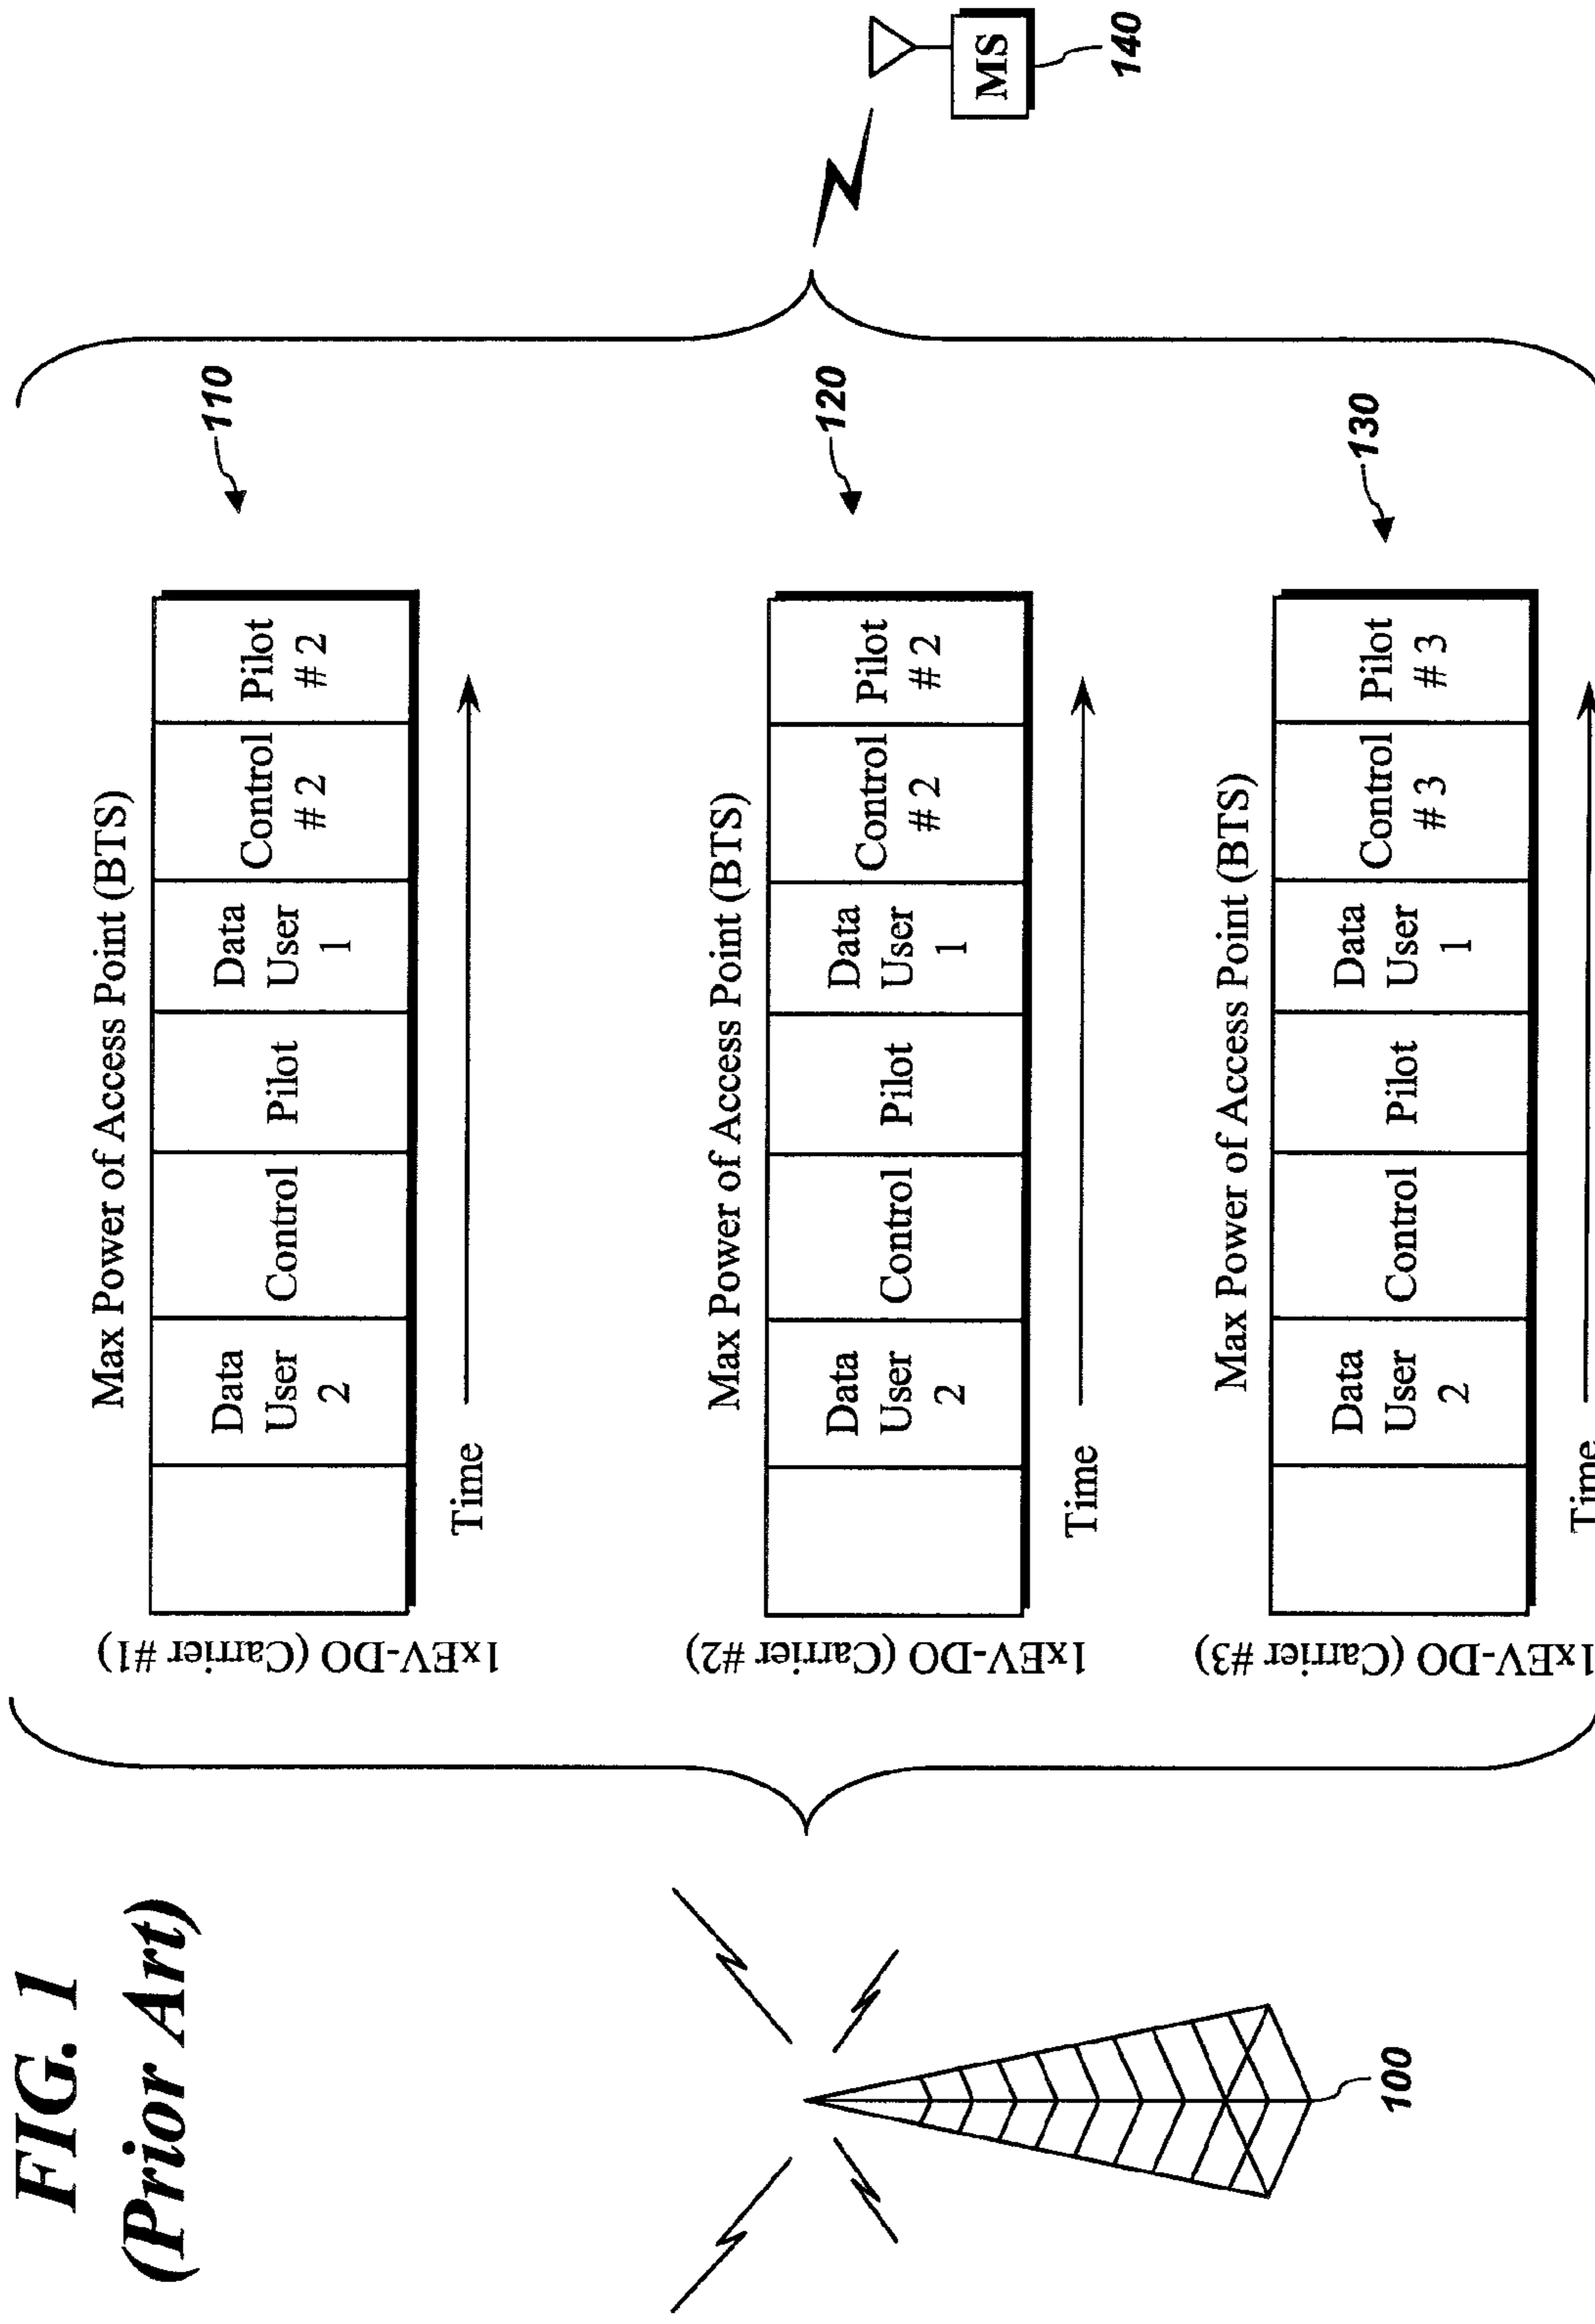 FIG. 1
(Prior Art)
100
1xEV-DO (Carrier #1)
Max Power of Access Point (BTS)
Data
User
2
Control
Pilot
Data
User
1
Control
# 2
Pilot
# 2
Time
110
1xEV-DO (Carrier #2)
Max Power of Access Point (BTS)
Data
User
2
Control
Pilot
Data
User
1
Control
# 2
Pilot
# 2
Time
120
1xEV-DO (Carrier #3)
Max Power of Access Point (BTS)
Data
User
2
Control
Pilot
Data
User
1
Control
# 3
Pilot
# 3
Time
130
MS
140